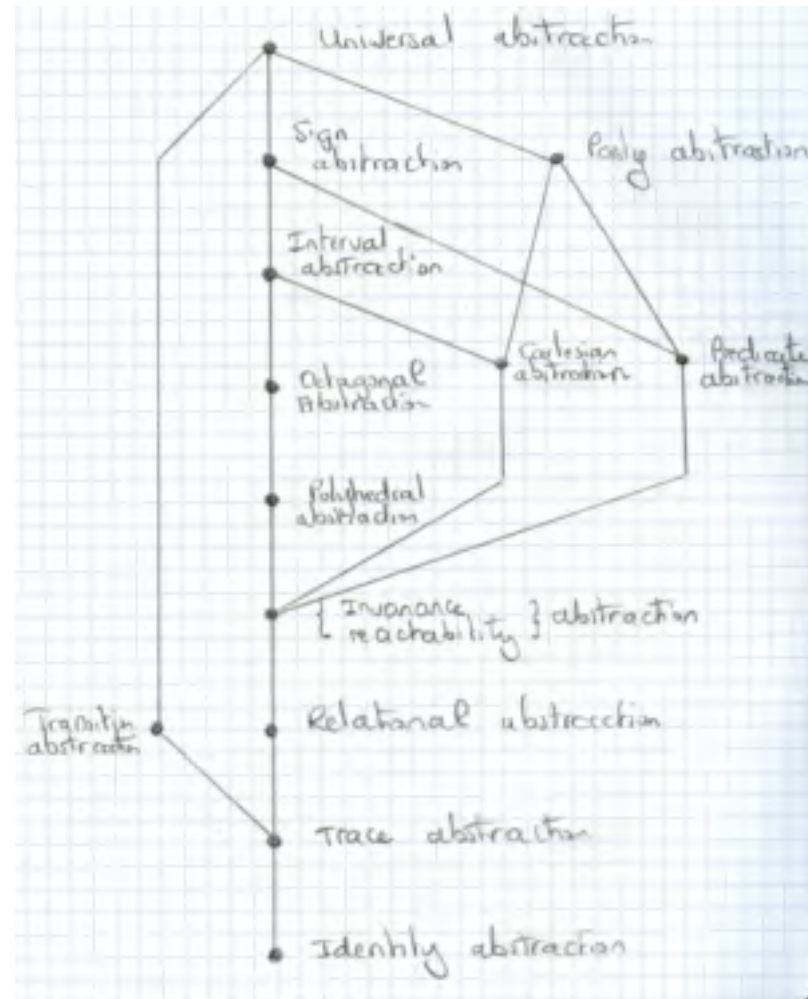 Universal abstraction
Sign
abstraction
Parity abstraction
Interval
abstraction
Cartesian
abstraction
Predicate
abstraction
Octagonal
Abstraction
Polyhedral
abstraction
{ Invariance
reachability } abstraction
Transition
abstraction
Relational abstraction
Trace abstraction
Identity abstraction